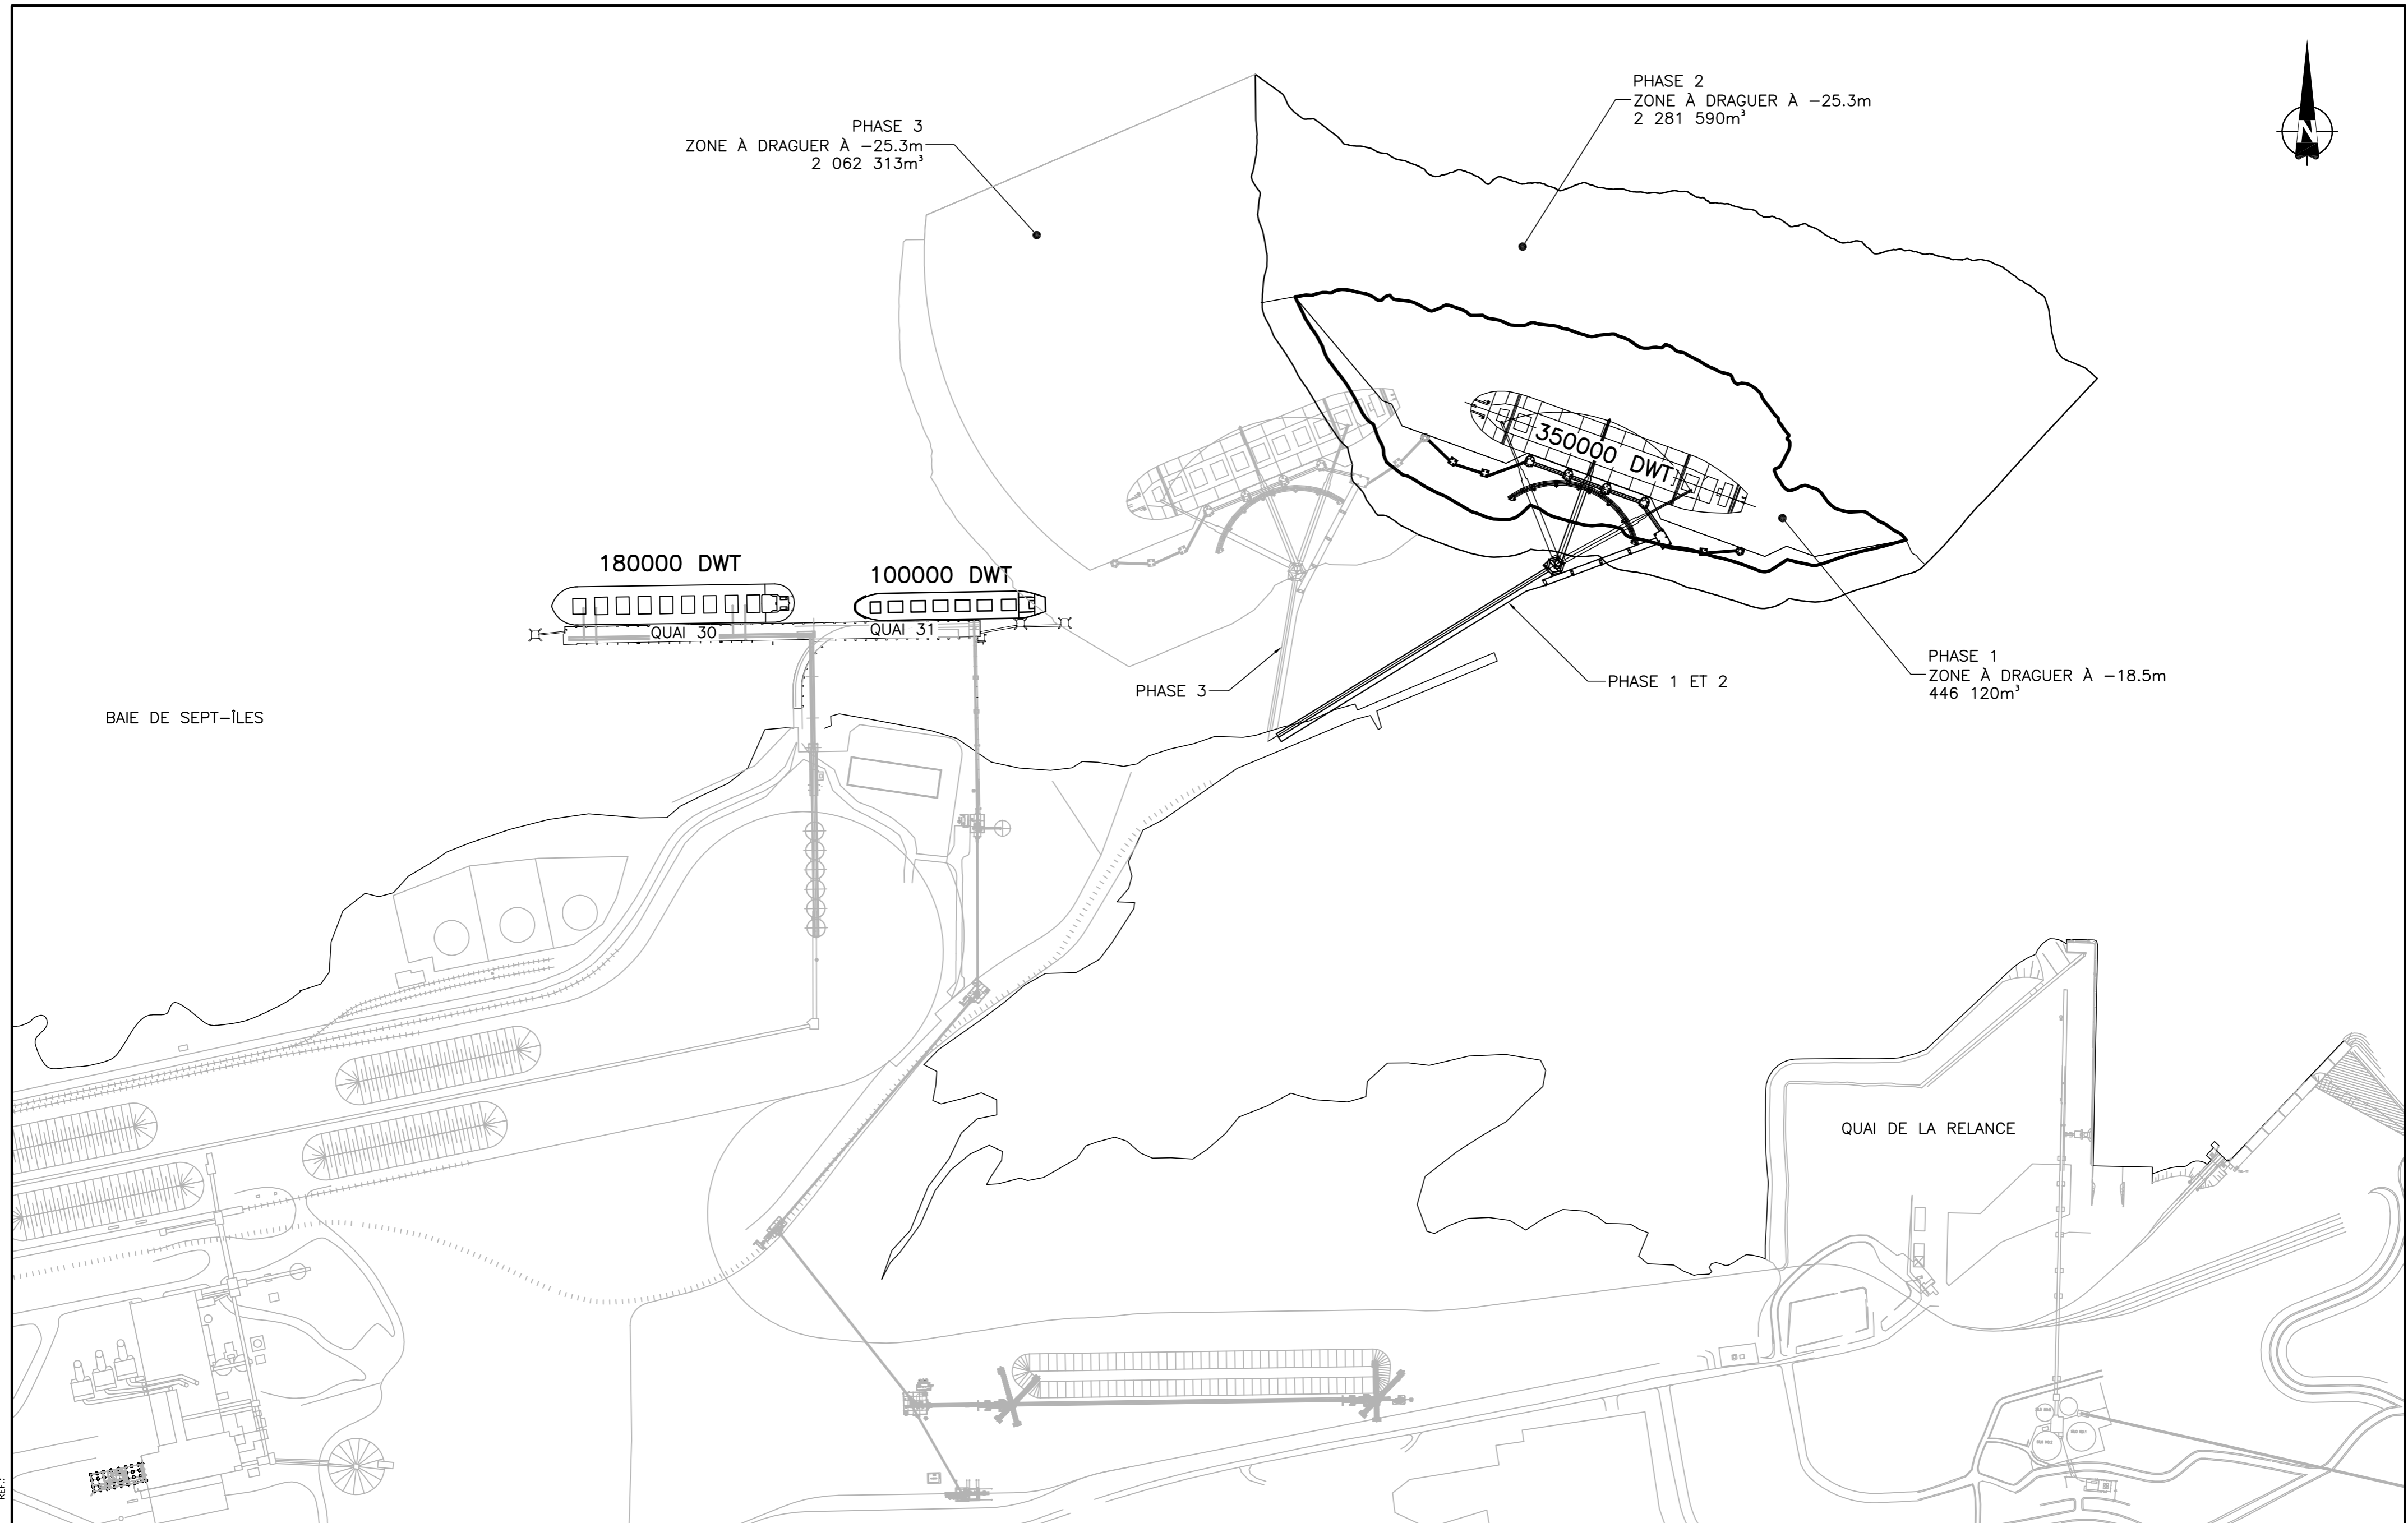 PHASE 2
ZONE À DRAGUER À −25.3m
2 281 590m³
PHASE 3
ZONE À DRAGUER À −25.3m
2 062 313m³
N
350000 DWT
180000 DWT
100000 DWT
QUAI 30
QUAI 31
PHASE 1
ZONE À DRAGUER À −18.5m
446 120m³
PHASE 3
PHASE 1 ET 2
BAIE DE SEPT−ÎLES
QUAI DE LA RELANCE
REF.: